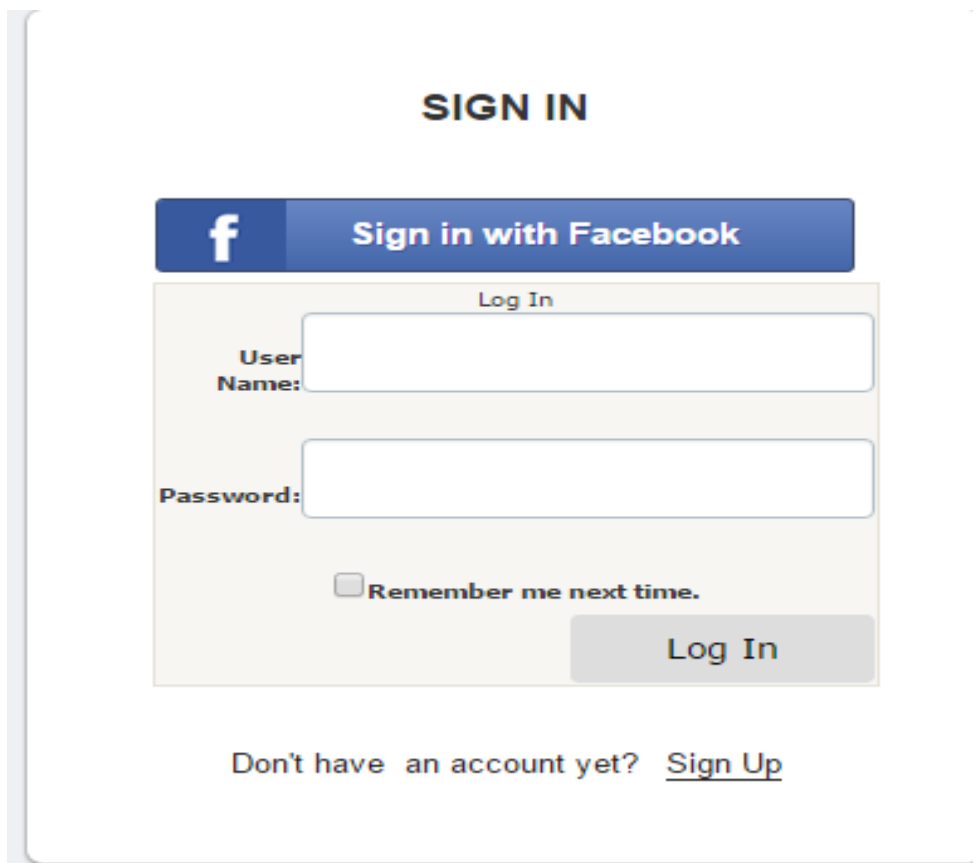 SIGN IN
f Sign in with Facebook
Log In
User
Name:
Password:
Remember me next time.
Log In
Don't have an account yet? Sign Up